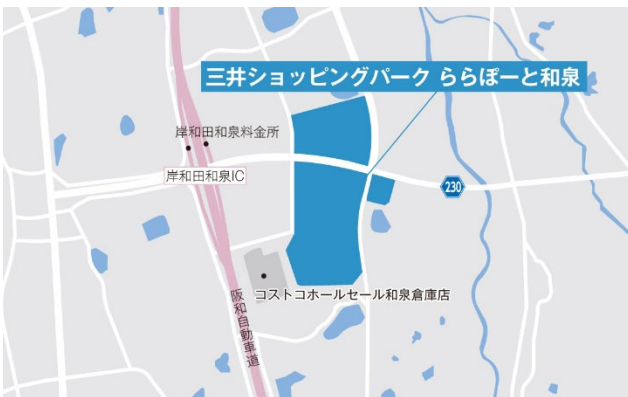 三井ショッピングパーク ららぽーと和泉
岸和田和泉料金所
岸和田和泉IC
230
コストコホールセール和泉倉庫店
阪和自動車道